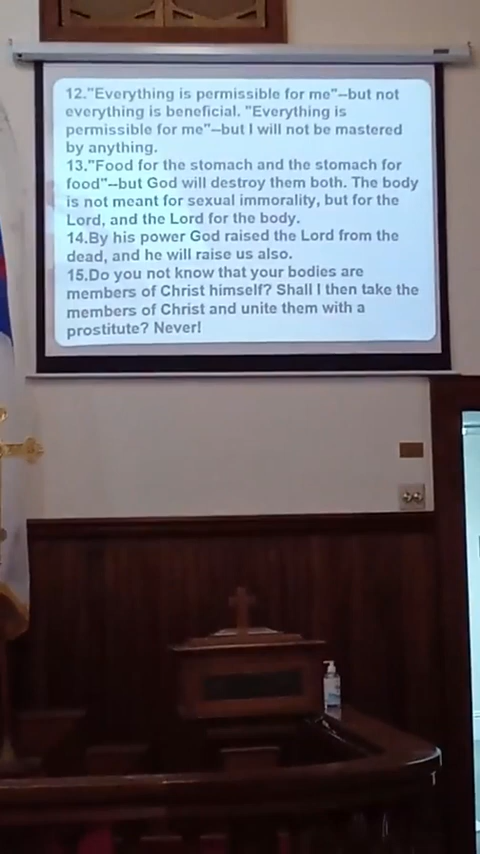 12."Everything is permissible for me"--but not
everything is beneficial. "Everything is
permissible for me"--but I will not be mastered
by anything.
13."Food for the stomach and the stomach for
food"--but God will destroy them both. The body
is not meant for sexual immorality, but for the
Lord, and the Lord for the body.
14.By his power God raised the Lord from the
dead, and he will raise us also.
15.Do you not know that your bodies are
members of Christ himself? Shall I then take the
members of Christ and unite them with a
prostitute? Never!